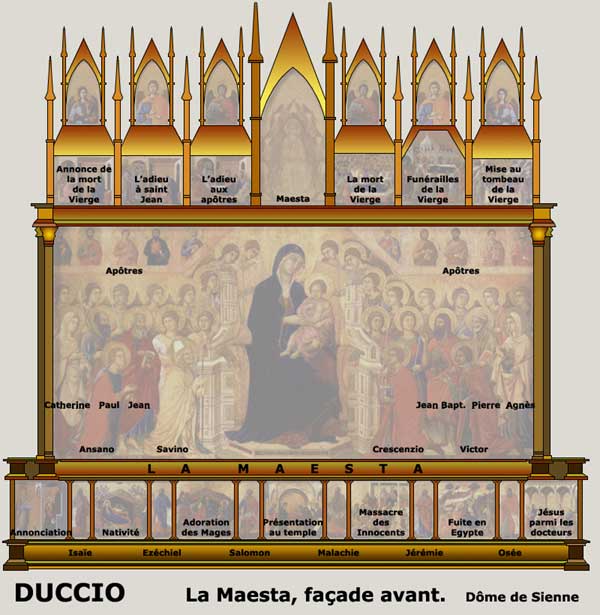 Annonce de
la mort
de la
Vierge
L'adieu
à saint
Jean
L'adieu
aux
apôtres
Maesta
La mort
de la
Vierge
Funérailles
de la
Vierge
Mise au
tombeau
de la
Vierge
Apôtres
Apôtres
Catherine Paul Jean
Jean Bapt. Pierre Agnès
Ansano Savino
Crescenzio Victor
LA MAESTA
Annonciation
Nativité
Adoration
des Mages
Présentation
au temple
Massacre
des
Innocents
Fuite en
Egypte
Jésus
parmi les
docteurs
Isaïe Ezéchiel Salomon Malachie Jérémie Osée
DUCCIO La Maesta, façade avant. Dôme de Sienne